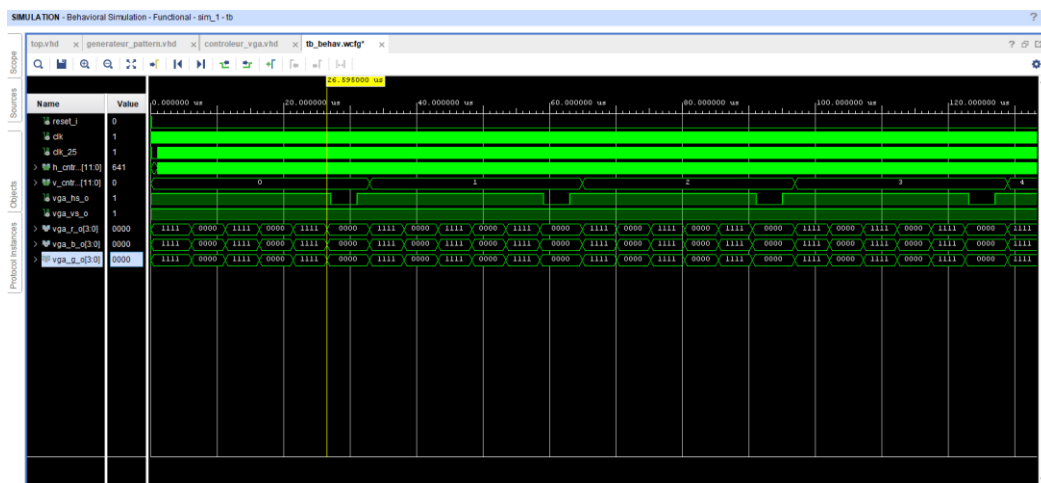 SIMULATION - Behavioral Simulation - Functional - sim_1 - tb ?
top.vhd x generateur_pattern.vhd x controleur_vga.vhd x tb_behav.wcfg* x ?
Scope
Sources
Objects
Protocol Instances
26.595000 us
Name Value 0.000000 us 20.000000 us 40.000000 us 60.000000 us 80.000000 us 100.000000 us 120.000000 us
reset_i 0
clk 1
clk_25 1
> h_cntr...[11:0] 641
> v_cntr...[11:0] 0 0 1 2 3 4
vga_hs_o 1
vga_vs_o 1
> vga_r_o[3:0] 0000 1111 0000 1111 0000 1111 0000 1111 0000 1111 0000 1111 0000 1111 0000 1111 0000 1111 0000 1111 0000 1111 0000 1111 0000 1111
> vga_b_o[3:0] 0000 1111 0000 1111 0000 1111 0000 1111 0000 1111 0000 1111 0000 1111 0000 1111 0000 1111 0000 1111 0000 1111 0000 1111 0000 1111
> vga_g_o[3:0] 0000 1111 0000 1111 0000 1111 0000 1111 0000 1111 0000 1111 0000 1111 0000 1111 0000 1111 0000 1111 0000 1111 0000 1111 0000 1111